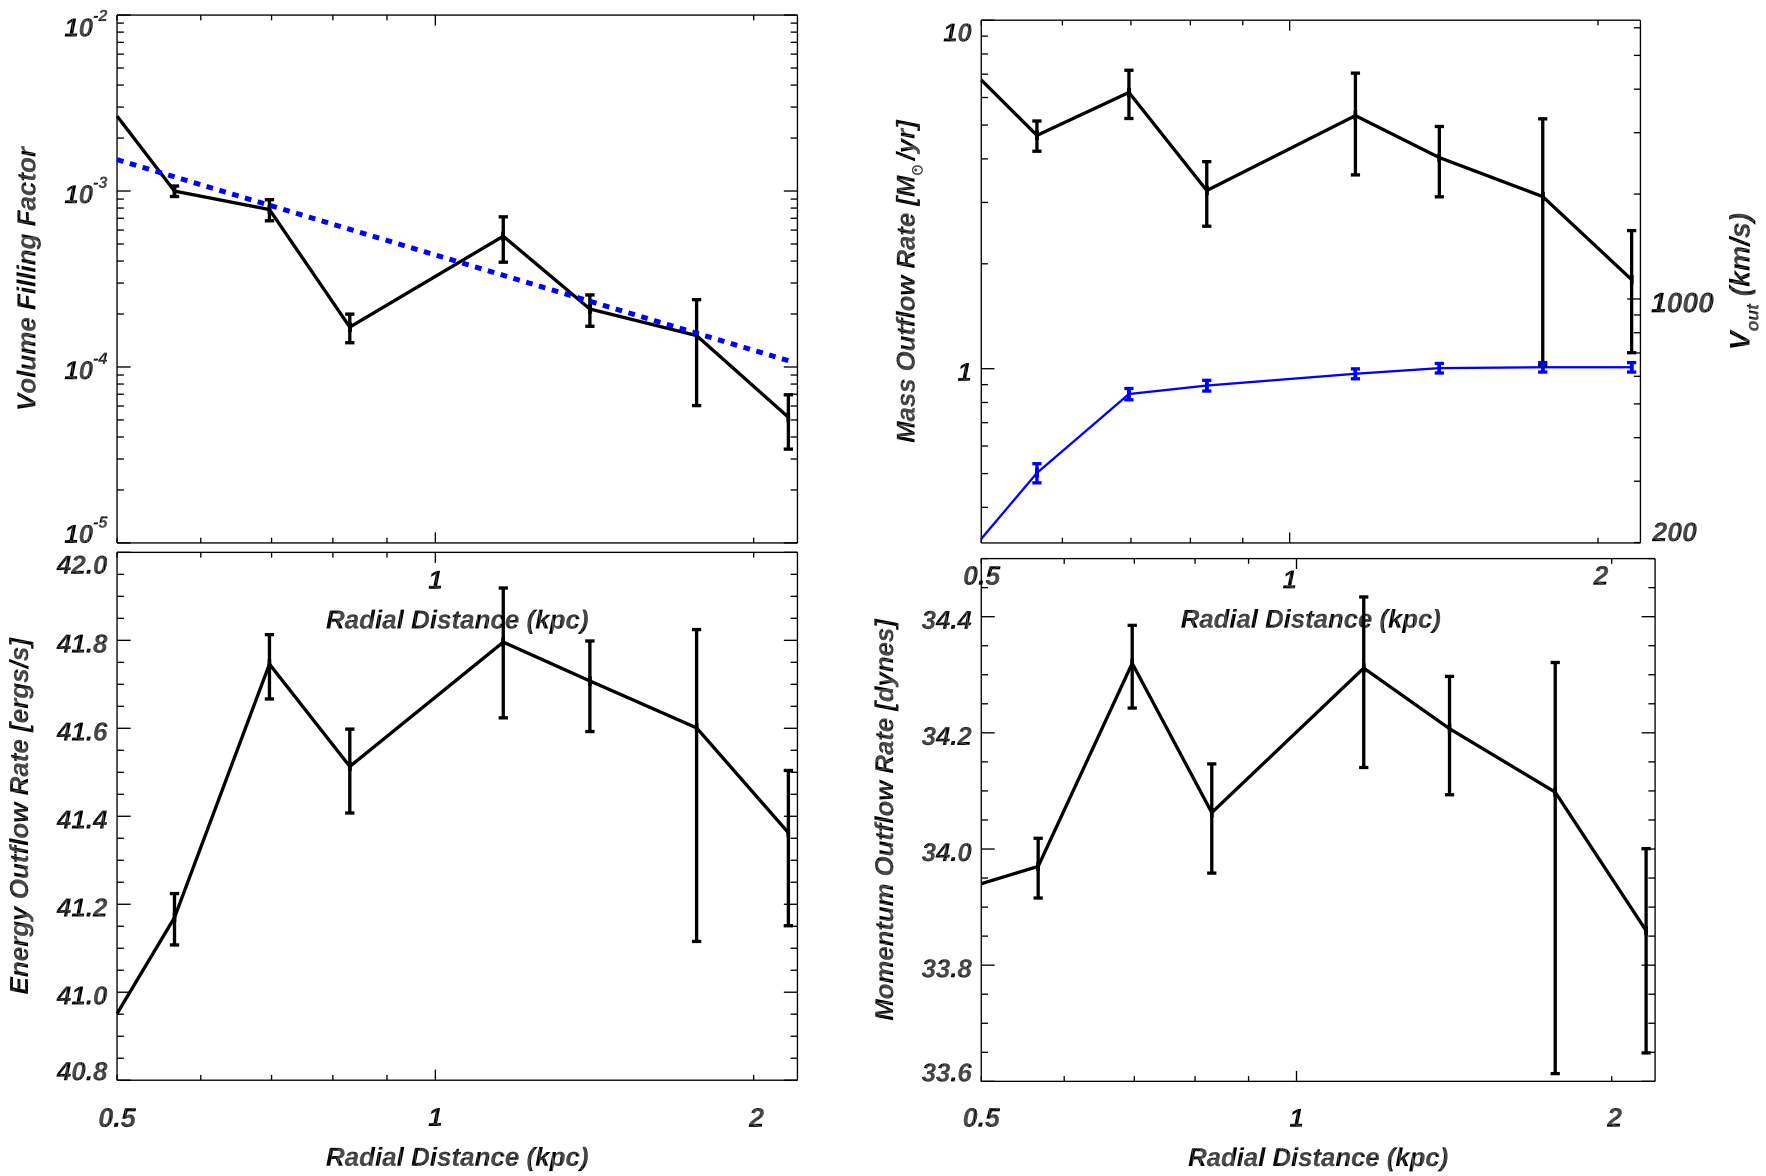 10-2
10-3
10-4
10-5
Volume Filling Factor
1
Radial Distance (kpc)
10
1
Mass Outflow Rate [M⊙/yr]
1000
200
Vout (km/s)
0.5 1 2
Radial Distance (kpc)
42.0
41.8
41.6
41.4
41.2
41.0
40.8
Energy Outflow Rate [ergs/s]
0.5 1 2
Radial Distance (kpc)
34.4
34.2
34.0
33.8
33.6
Momentum Outflow Rate [dynes]
0.5 1 2
Radial Distance (kpc)